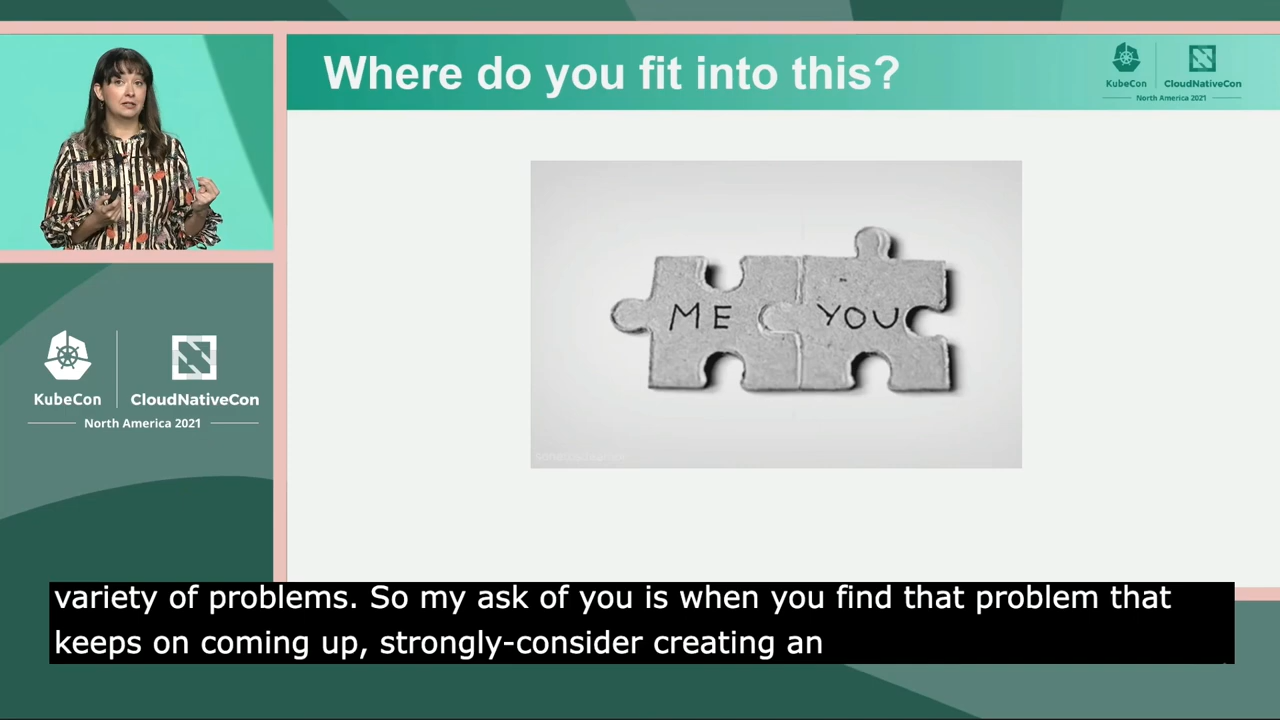 Where do you fit into this?
KubeCon CloudNativeCon
North America 2021
ME YOU
KubeCon CloudNativeCon
North America 2021
variety of problems. So my ask of you is when you find that problem that
keeps on coming up, strongly-consider creating an